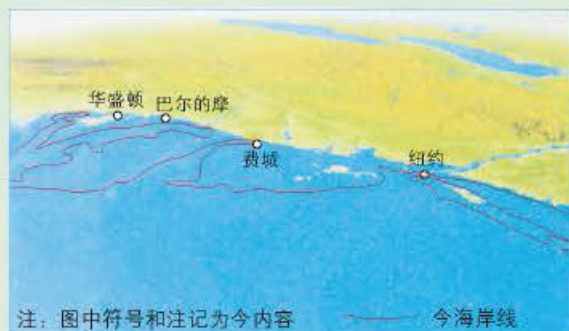 华盛顿
巴尔的摩
费城
纽约
注：图中符号和注记为今内容
今海岸线